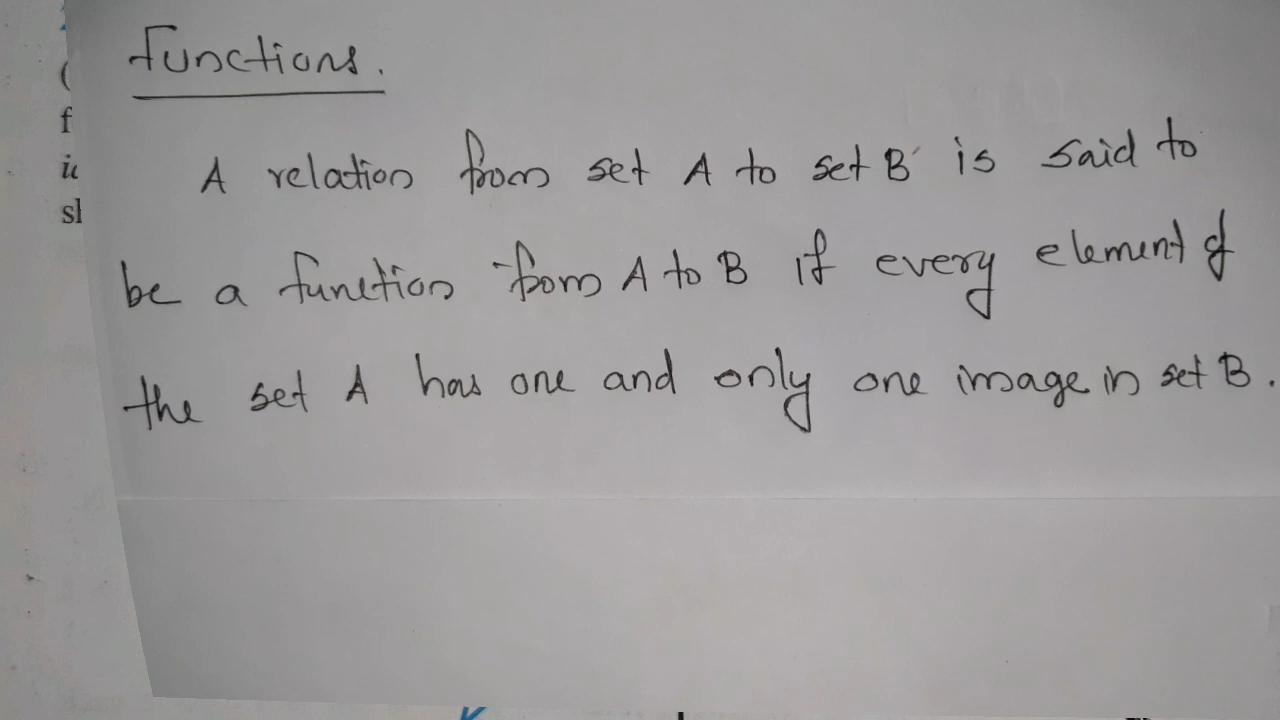 functions.
A relation from set A to set B is said to
be a function from A to B if every element of
the set A has one and only one image in set B.
(
f
sl